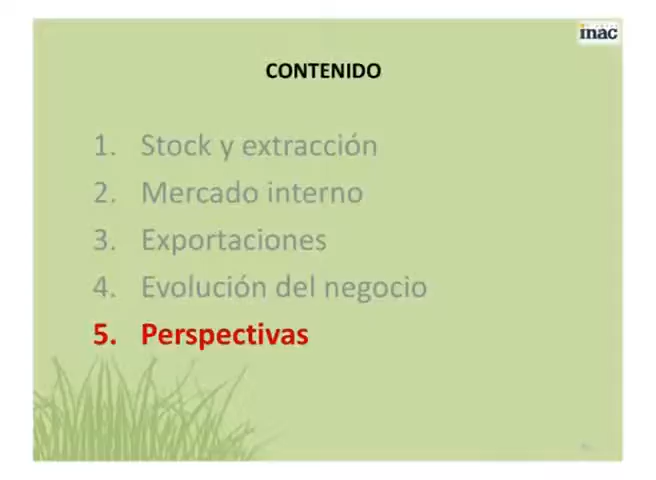 inac
CONTENIDO
1. Stock y extracción
2. Mercado interno
3. Exportaciones
4. Evolución del negocio
5. Perspectivas